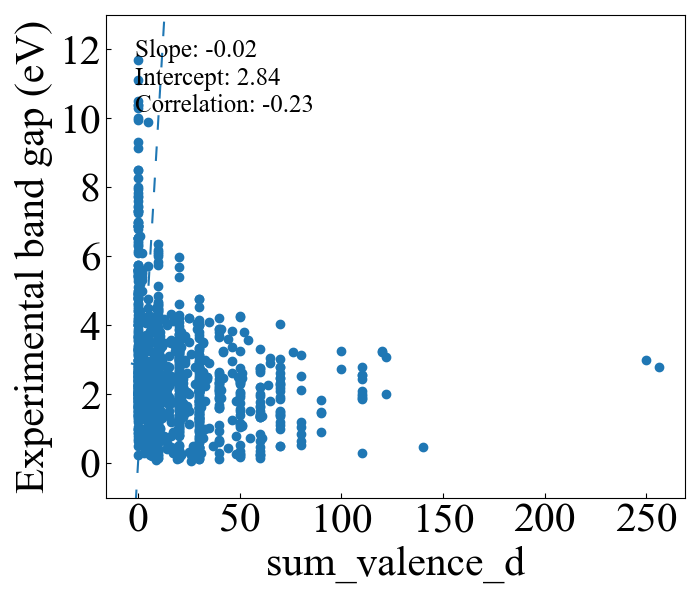 Slope: -0.02
Intercept: 2.84
Correlation: -0.23
Experimental band gap (eV)
12
10
8
6
4
2
0
0 50 100 150 200 250
sum_valence_d